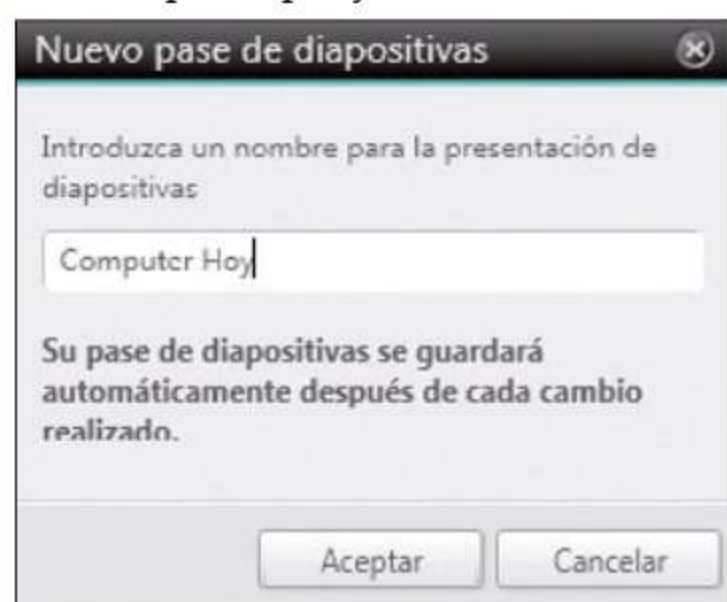 Nuevo pase de diapositivas
Introduzca un nombre para la presentación de
diapositivas
Computer Hoy
Su pase de diapositivas se guardará
automáticamente después de cada cambio
realizado.
Aceptar
Cancelar